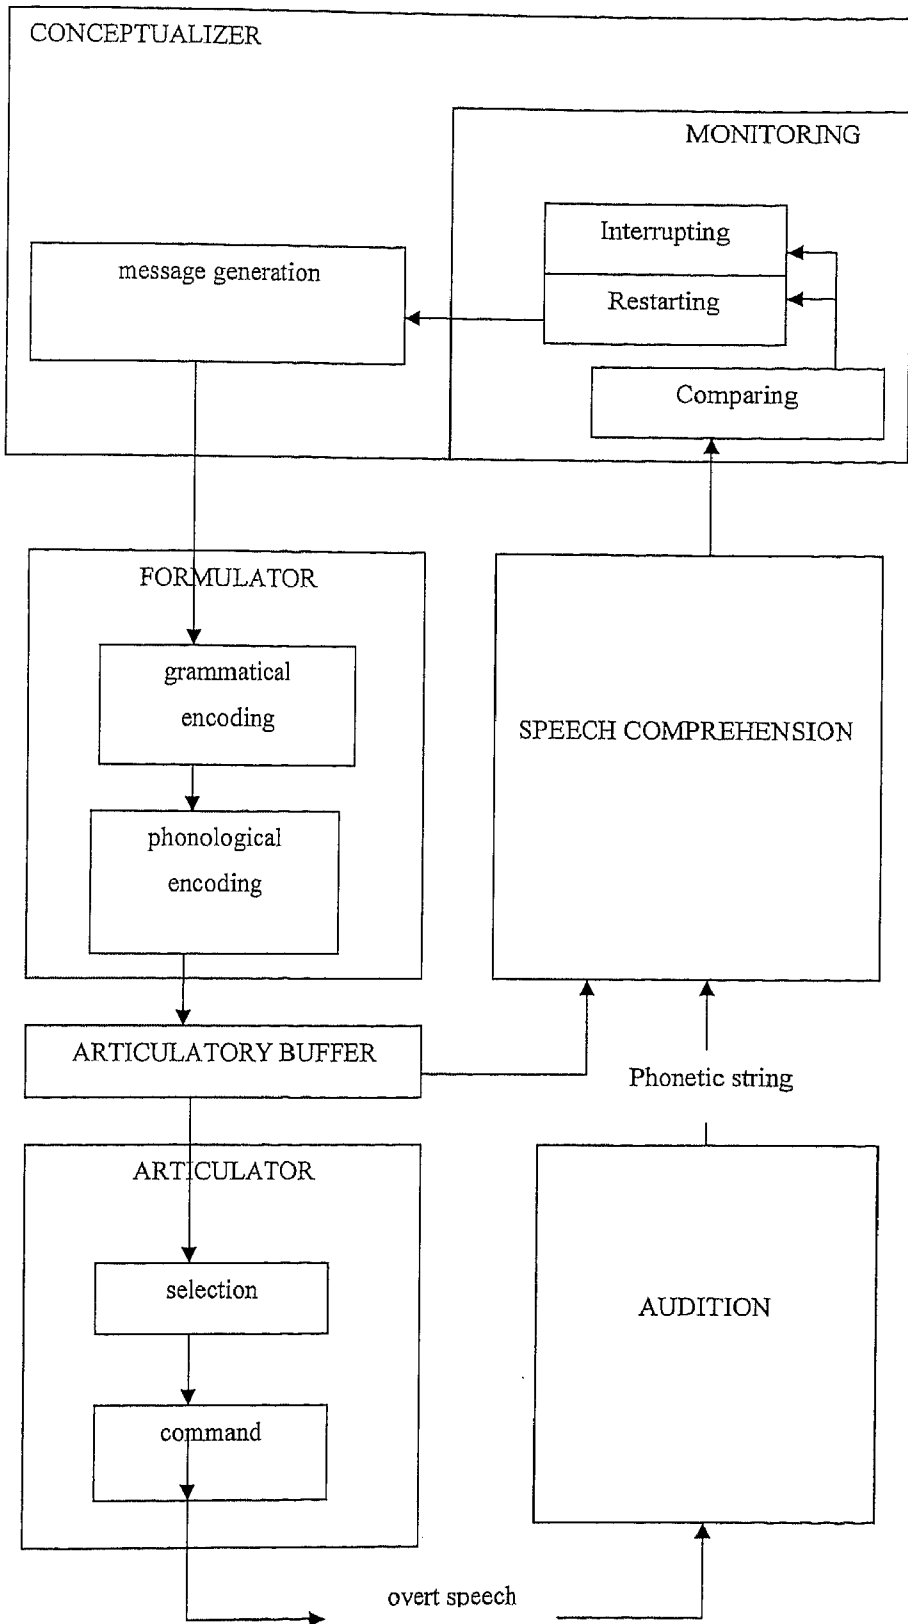 CONCEPTUALIZER
MONITORING
Interrupting
message generation
Restarting
Comparing
FORMULATOR
grammatical
encoding
SPEECH COMPREHENSION
phonological
encoding
ARTICULATORY BUFFER
Phonetic string
ARTICULATOR
selection
AUDITION
command
overt speech